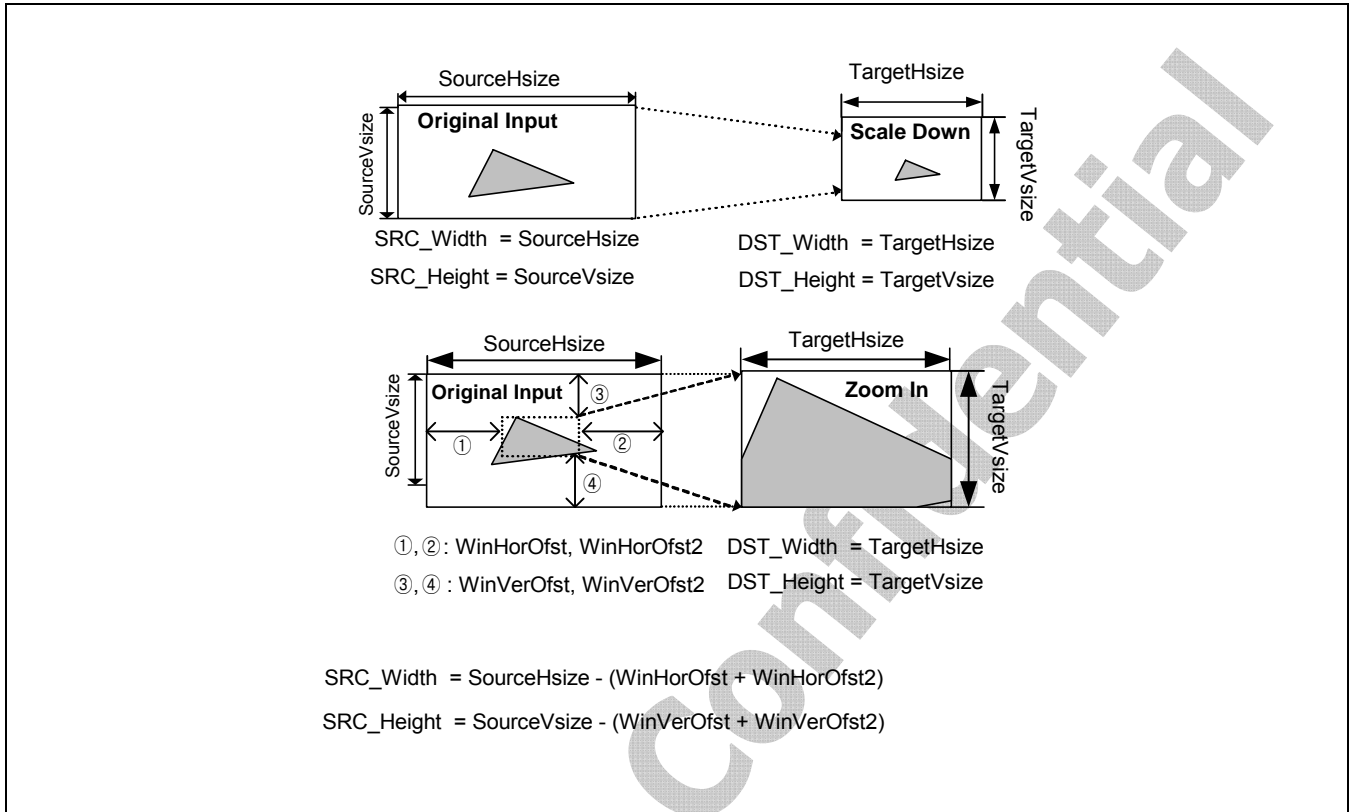 SourceHsize
TargetHsize
SourceVsize
Original Input
Scale Down
TargetVsize
SRC_Width = SourceHsize
DST_Width = TargetHsize
SRC_Height = SourceVsize
DST_Height = TargetVsize
SourceHsize
TargetHsize
SourceVsize
Original Input
③
Zoom In
TargetVsize
①
②
④
①,②: WinHorOfst, WinHorOfst2
DST_Width = TargetHsize
③,④ : WinVerOfst, WinVerOfst2
DST_Height = TargetVsize
SRC_Width = SourceHsize - (WinHorOfst + WinHorOfst2)
SRC_Height = SourceVsize - (WinVerOfst + WinVerOfst2)
Confidential